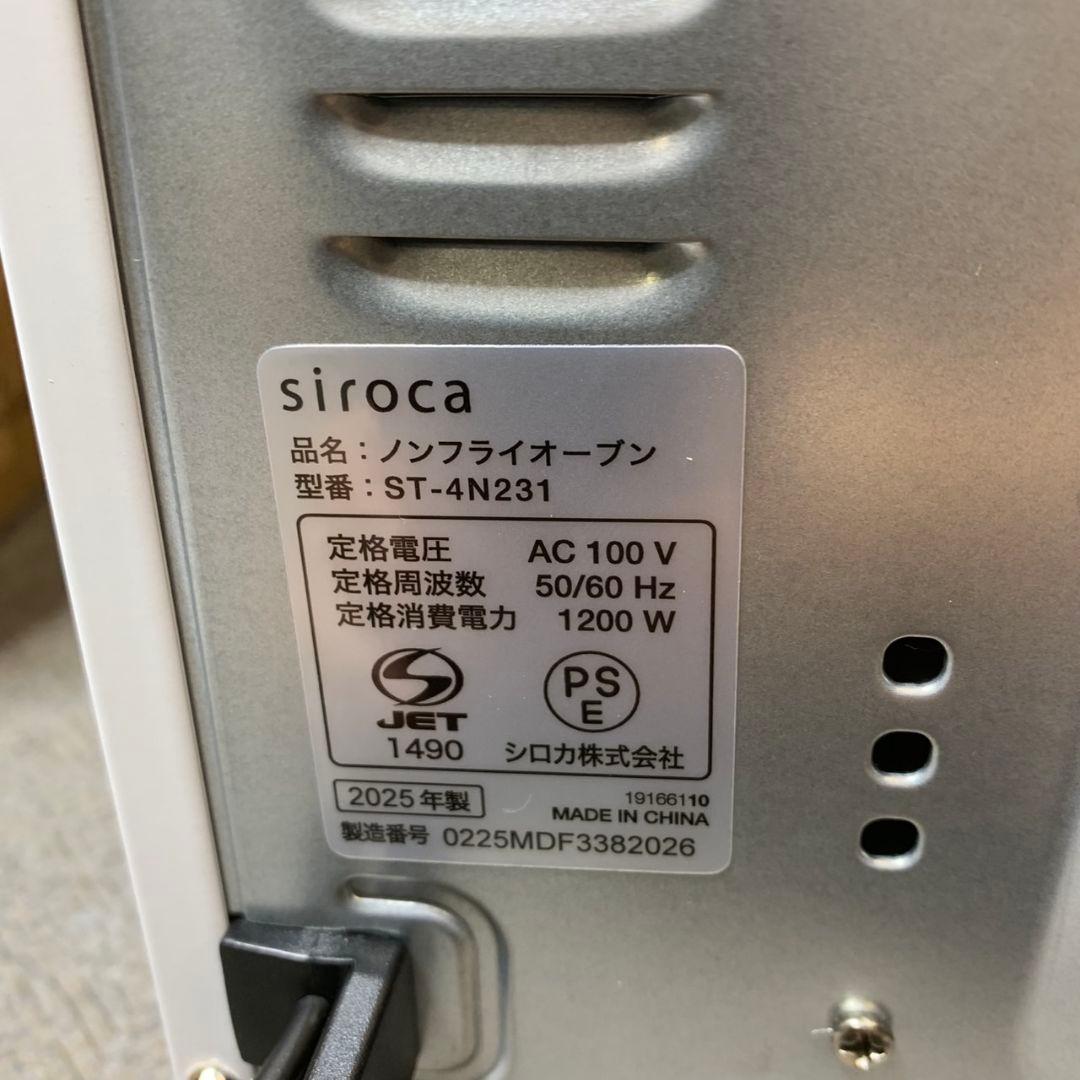 siroca
品名：ノンフライオーブン
型番：ST-4N231
定格電圧 AC 100 V
定格周波数 50/60 Hz
定格消費電力 1200 W
JET
1490
PS
E
シロカ株式会社
2025年製
19166110
MADE IN CHINA
製造番号 0225MDF3382026